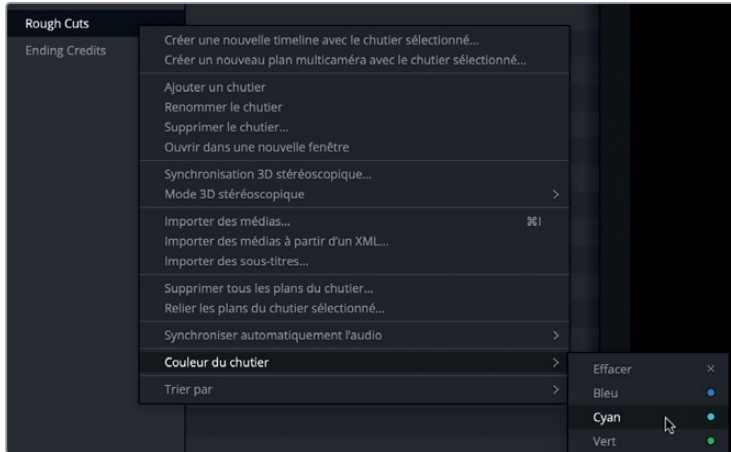 Rough Cuts
Ending Credits
Créer une nouvelle timeline avec le chutier sélectionné...
Créer un nouveau plan multicaméra avec le chutier sélectionné...
Ajouter un chutier
Renommer le chutier
Supprimer le chutier...
Ouvrir dans une nouvelle fenêtre
Synchronisation 3D stéréoscopique...
Mode 3D stéréoscopique >
Importer des médias... ⌘I
Importer des médias à partir d'un XML...
Importer des sous-titres...
Supprimer tous les plans du chutier...
Relier les plans du chutier sélectionné...
Synchroniser automatiquement l'audio >
Couleur du chutier >
Trier par >
Effacer ×
Bleu
Cyan
Vert